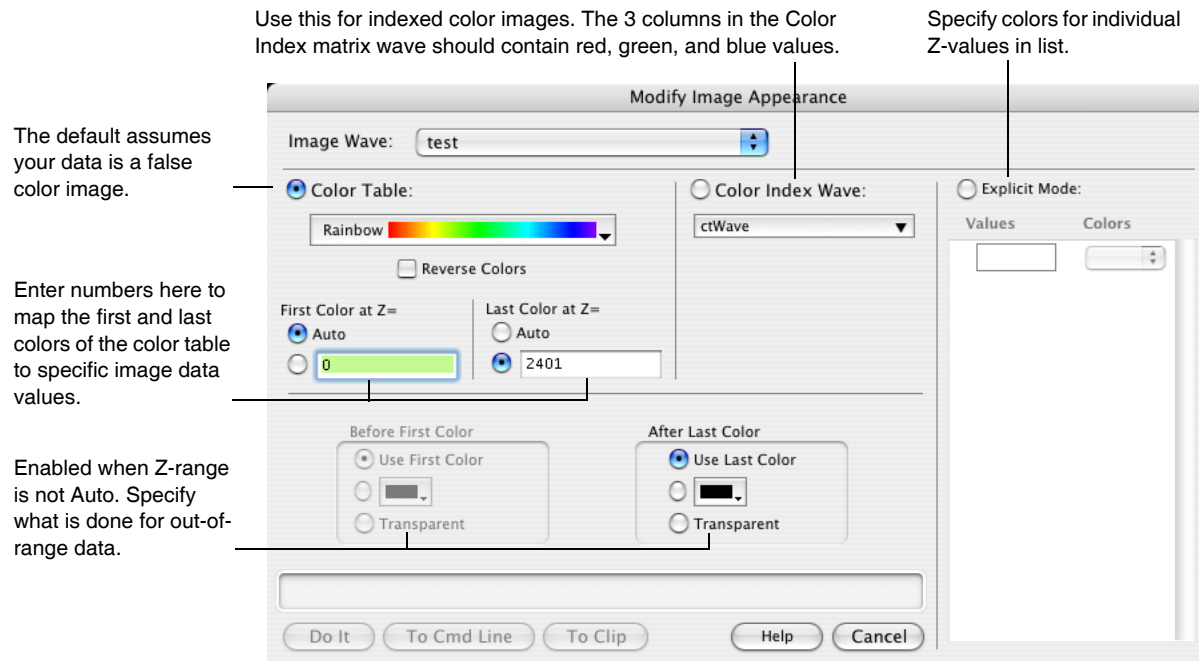 Use this for indexed color images. The 3 columns in the Color
Index matrix wave should contain red, green, and blue values.
Specify colors for individual
Z-values in list.
Modify Image Appearance
The default assumes
your data is a false
color image.
Image Wave: test
Color Table:
Rainbow
Reverse Colors
Color Index Wave:
ctWave
Explicit Mode:
Values Colors
Enter numbers here to
map the first and last
colors of the color table
to specific image data
values.
First Color at Z=
Auto
0
Last Color at Z=
Auto
2401
Enabled when Z-range
is not Auto. Specify
what is done for out-of-
range data.
Before First Color
Use First Color
Transparent
After Last Color
Use Last Color
Transparent
Do It To Cmd Line To Clip Help Cancel